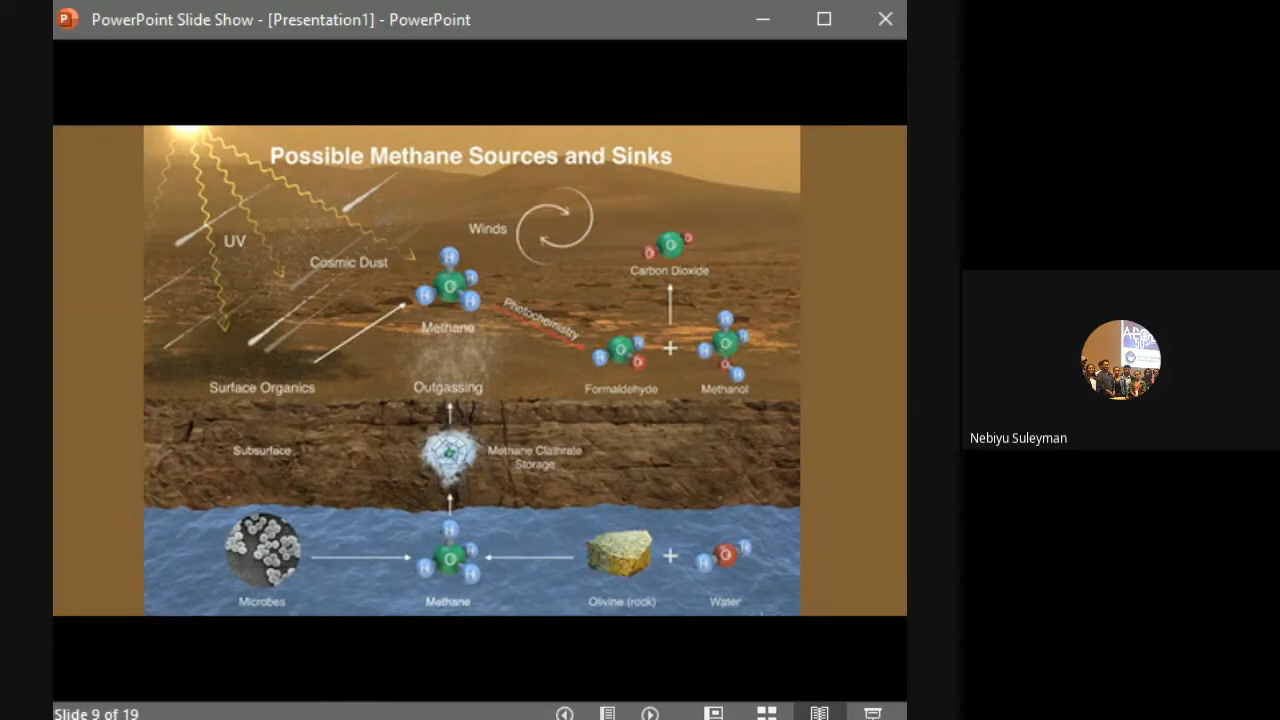 PowerPoint Slide Show - [Presentation1] - PowerPoint
Possible Methane Sources and Sinks
UV
Cosmic Dust
Winds
Carbon Dioxide
Methane
Photochemistry
Surface Organics
Outgassing
Formaldehyde
+
Methanol
Subsurface
Methane Clathrate
Storage
Microbes
Methane
Olivine (rock)
+
Water
Nebiyu Suleyman
Slide 9 of 19